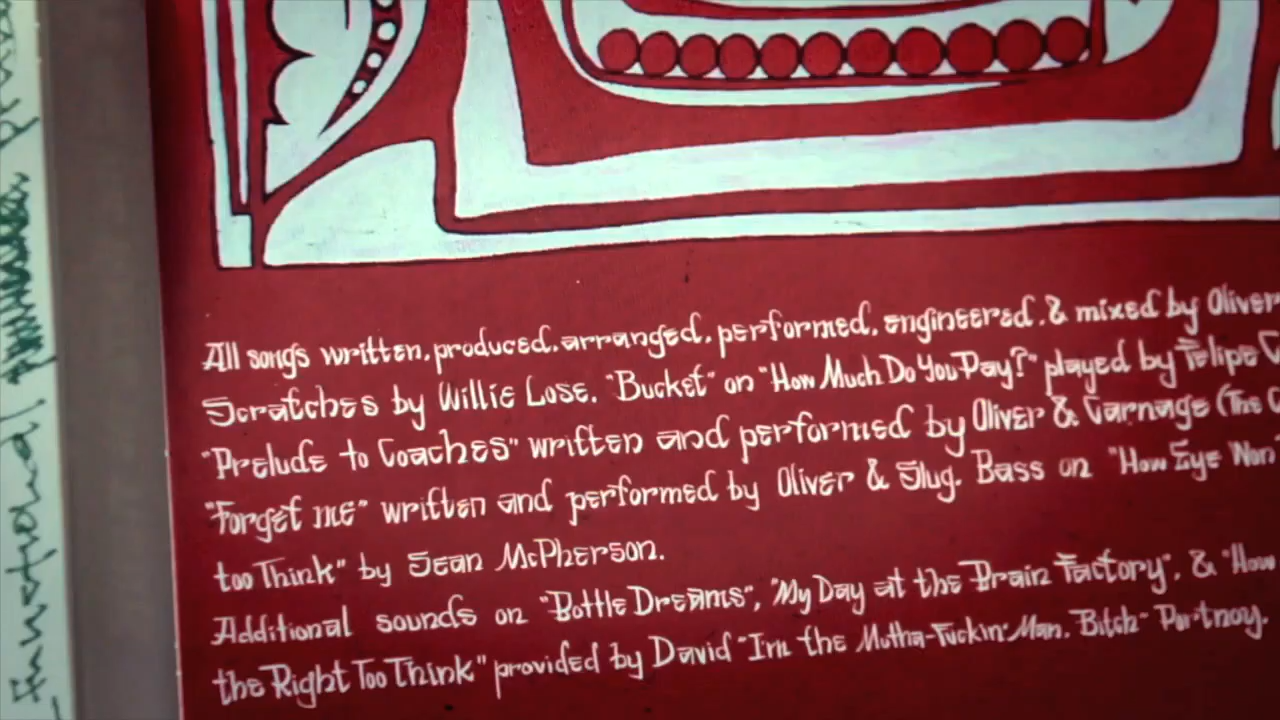 All songs written, produced, arranged, performed, engineered, & mixed by Oliver
Scratches by Willie Lose. "Bucket" on "How Much Do You Pay?" played by Felipe
"Prelude to Coaches" written and performed by Oliver & Carnage (The
"Forget me" written and performed by Oliver & Slug. Bass on "How Eye Won
too Think" by Sean McPherson.
Additional sounds on "Bottle Dreams", "My Day at the Brain Factory", & "How
the Right Too Think" provided by David "I'm the Mutha-Fuckin' Man, Bitch" Portnoy.